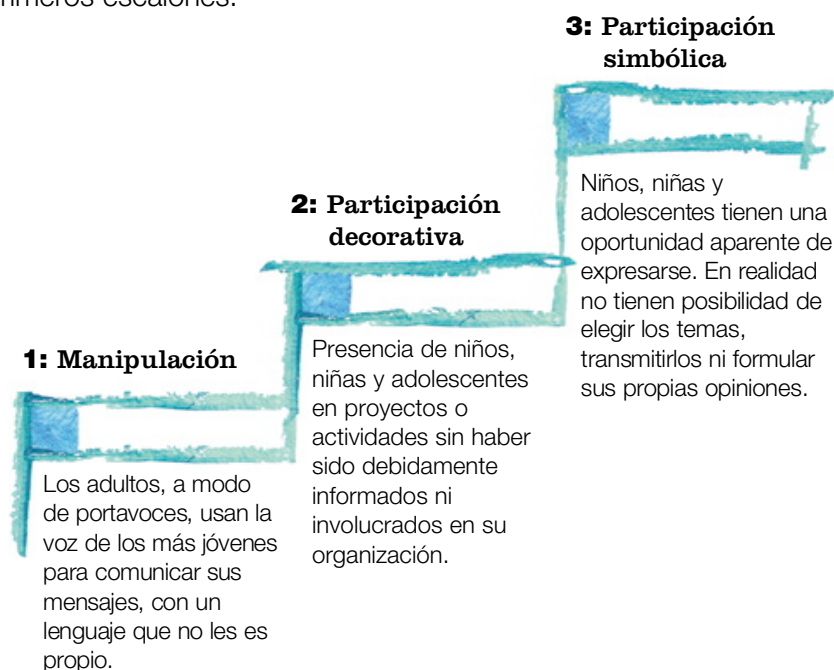 escalones.
1: Manipulación
Los adultos, a modo
de portavoces, usan la
voz de los más jóvenes
para comunicar sus
mensajes, con un
lenguaje que no les es
propio.
2: Participación
decorativa
Presencia de niños,
niñas y adolescentes
en proyectos o
actividades sin haber
sido debidamente
informados ni
involucrados en su
organización.
3: Participación
simbólica
Niños, niñas y
adolescentes tienen una
oportunidad aparente de
expresarse. En realidad
no tienen posibilidad de
elegir los temas,
transmitirlos ni formular
sus propias opiniones.